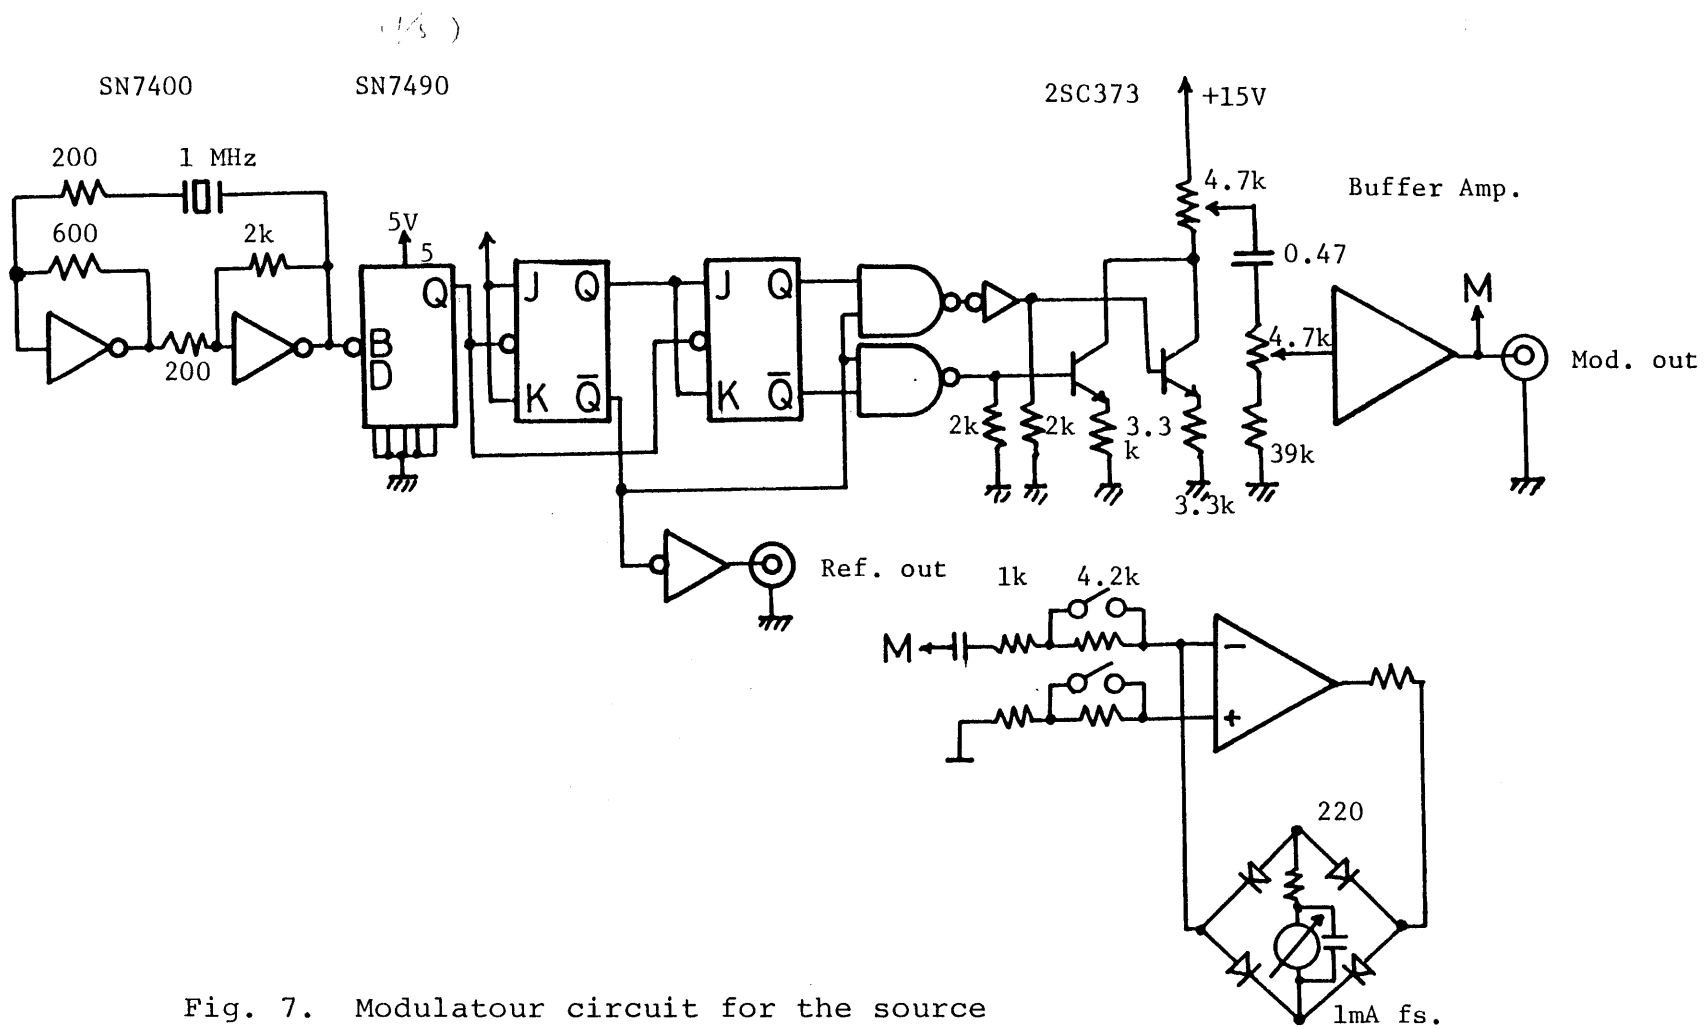 SN7400 SN7490 2SC373 +15V
200 1 MHz
4.7k Buffer Amp.
600 2k 5V
5 0.47
Q J Q J Q M
B 4.7k Mod. out
D 200
K Q̅ K Q̅
2k 2k 3.3
k 39k
3.3k
Ref. out 1k 4.2k
M −
+
220
Fig. 7. Modulatour circuit for the source
1mA fs.